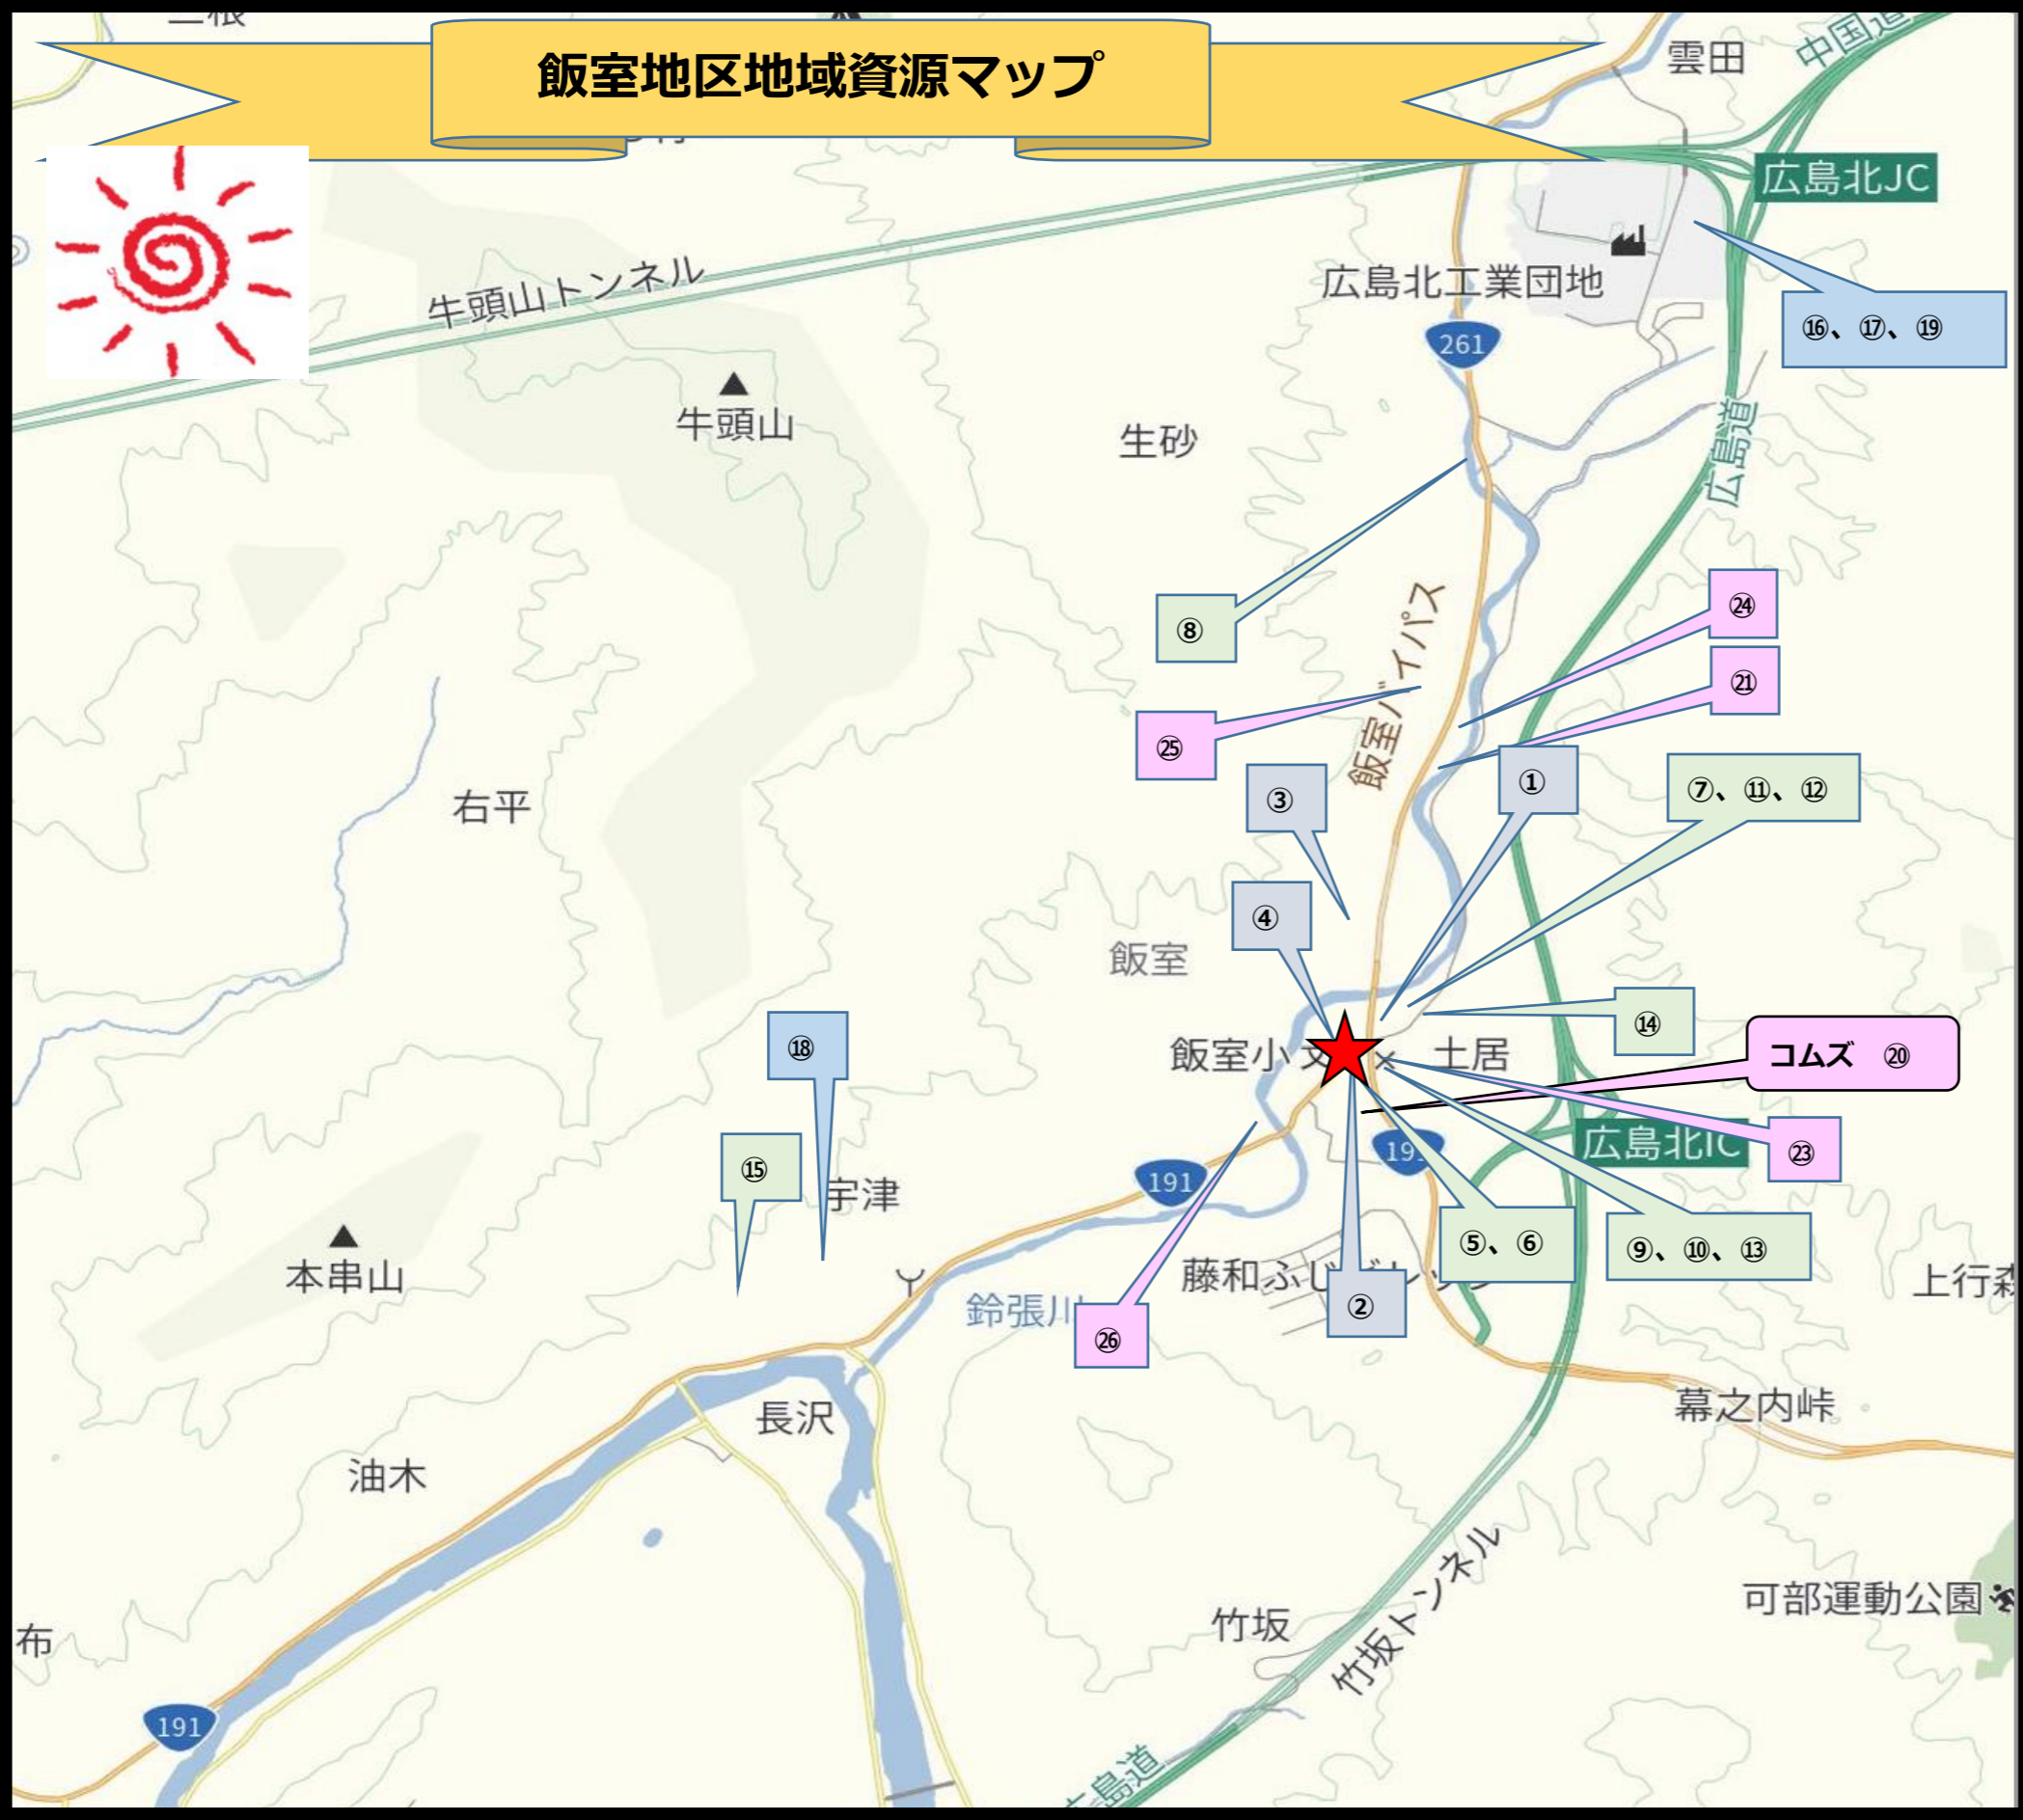 飯室地区地域資源マップ
雲田
中国道
広島北JC
牛頭山トンネル
広島北工業団地
⑯、⑰、⑲
261
牛頭山
生砂
広島道
⑧
飯室バイパス
㉔
㉑
㉕
①
③
⑦、⑪、⑫
右平
④
飯室
⑭
⑱
飯室小
土居
コムズ ⑳
⑮
191
広島北IC
㉓
191
宇津
⑤、⑥
⑨、⑩、⑬
本串山
藤和ふじ
上行森
鈴張川
②
㉖
長沢
幕之内峠
油木
竹坂トンネル
可部運動公園
竹坂
布
191
広島道